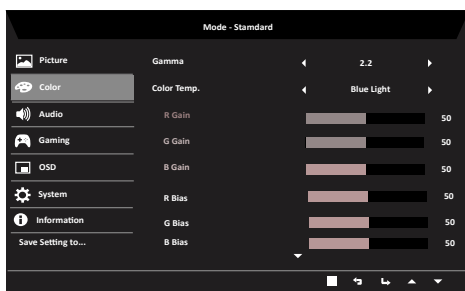 Mode - Stamdard
Picture
Gamma
2.2
Color
Color Temp.
Blue Light
Audio
R Gain
50
Gaming
G Gain
50
OSD
B Gain
50
System
R Bias
50
Information
G Bias
50
Save Setting to...
B Bias
50